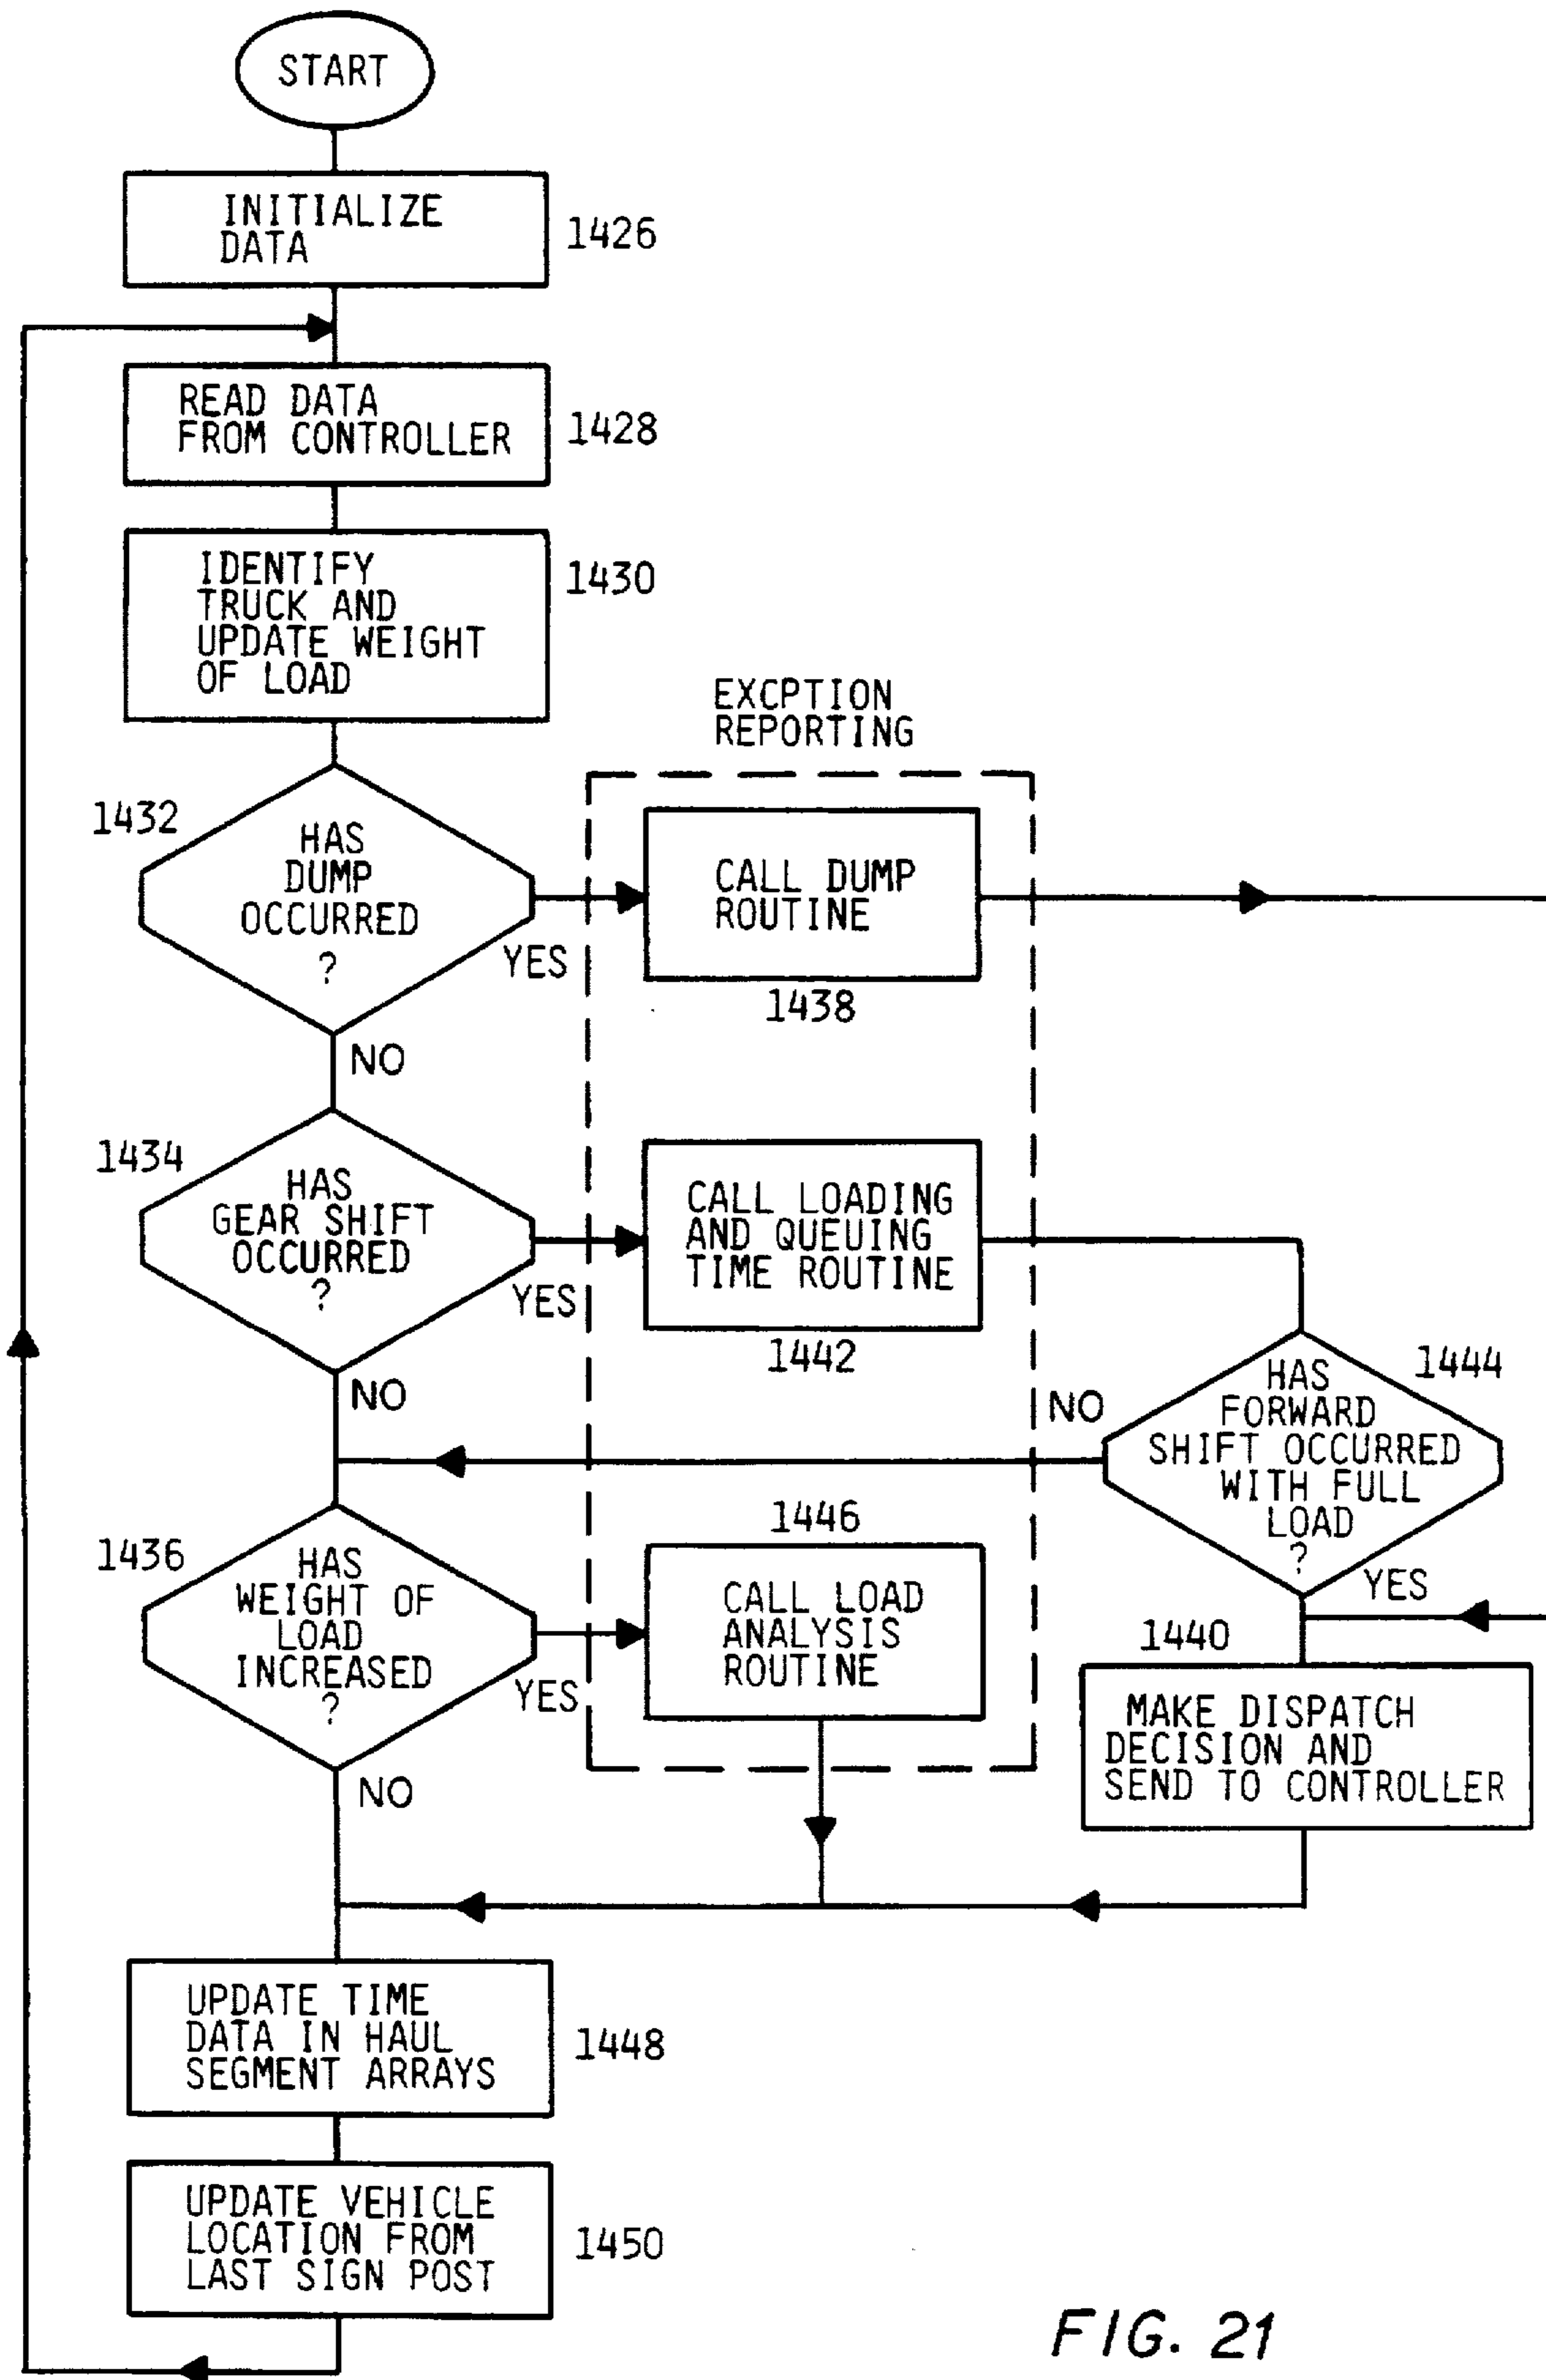 START
INITIALIZE
DATA
1426
READ DATA
FROM CONTROLLER
1428
IDENTIFY
TRUCK AND
UPDATE WEIGHT
OF LOAD
1430
EXCPTION
REPORTING
1432
HAS
DUMP
OCCURRED
?
YES
NO
CALL DUMP
ROUTINE
1438
1434
HAS
GEAR SHIFT
OCCURRED
?
YES
NO
CALL LOADING
AND QUEUING
TIME ROUTINE
1442
1444
HAS
FORWARD
SHIFT OCCURRED
WITH FULL
LOAD
?
NO
YES
1436
HAS
WEIGHT OF
LOAD
INCREASED
?
YES
NO
1446
CALL LOAD
ANALYSIS
ROUTINE
1440
MAKE DISPATCH
DECISION AND
SEND TO CONTROLLER
UPDATE TIME
DATA IN HAUL
SEGMENT ARRAYS
1448
UPDATE VEHICLE
LOCATION FROM
LAST SIGN POST
1450
FIG. 21